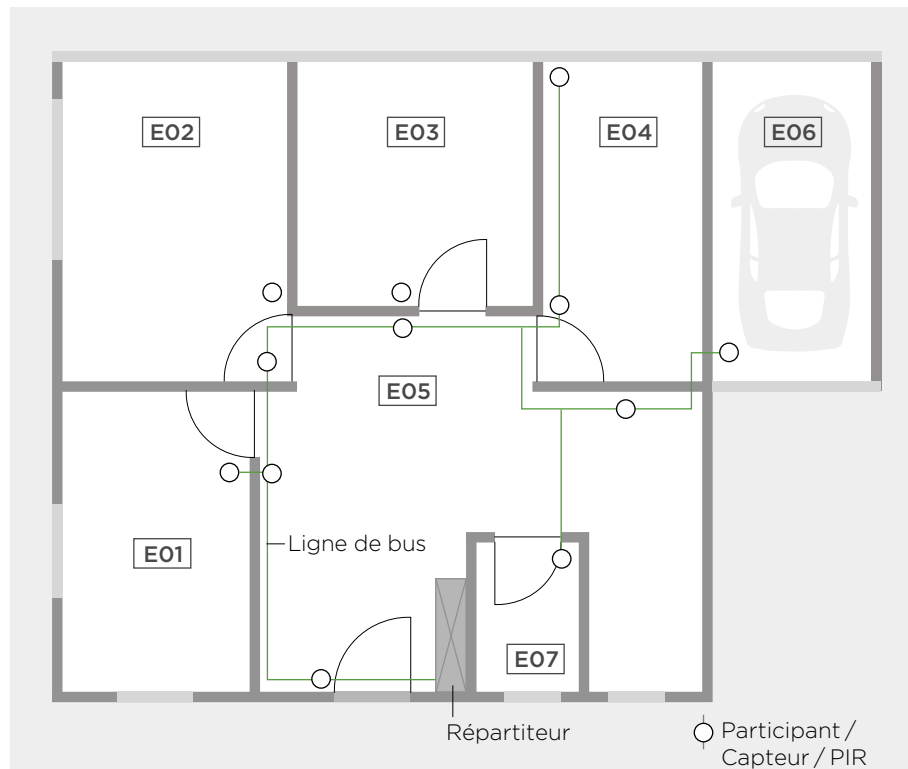 E02
E03
E04
E06
E05
E01
Ligne de bus
E07
Répartiteur
Participant /
Capteur / PIR